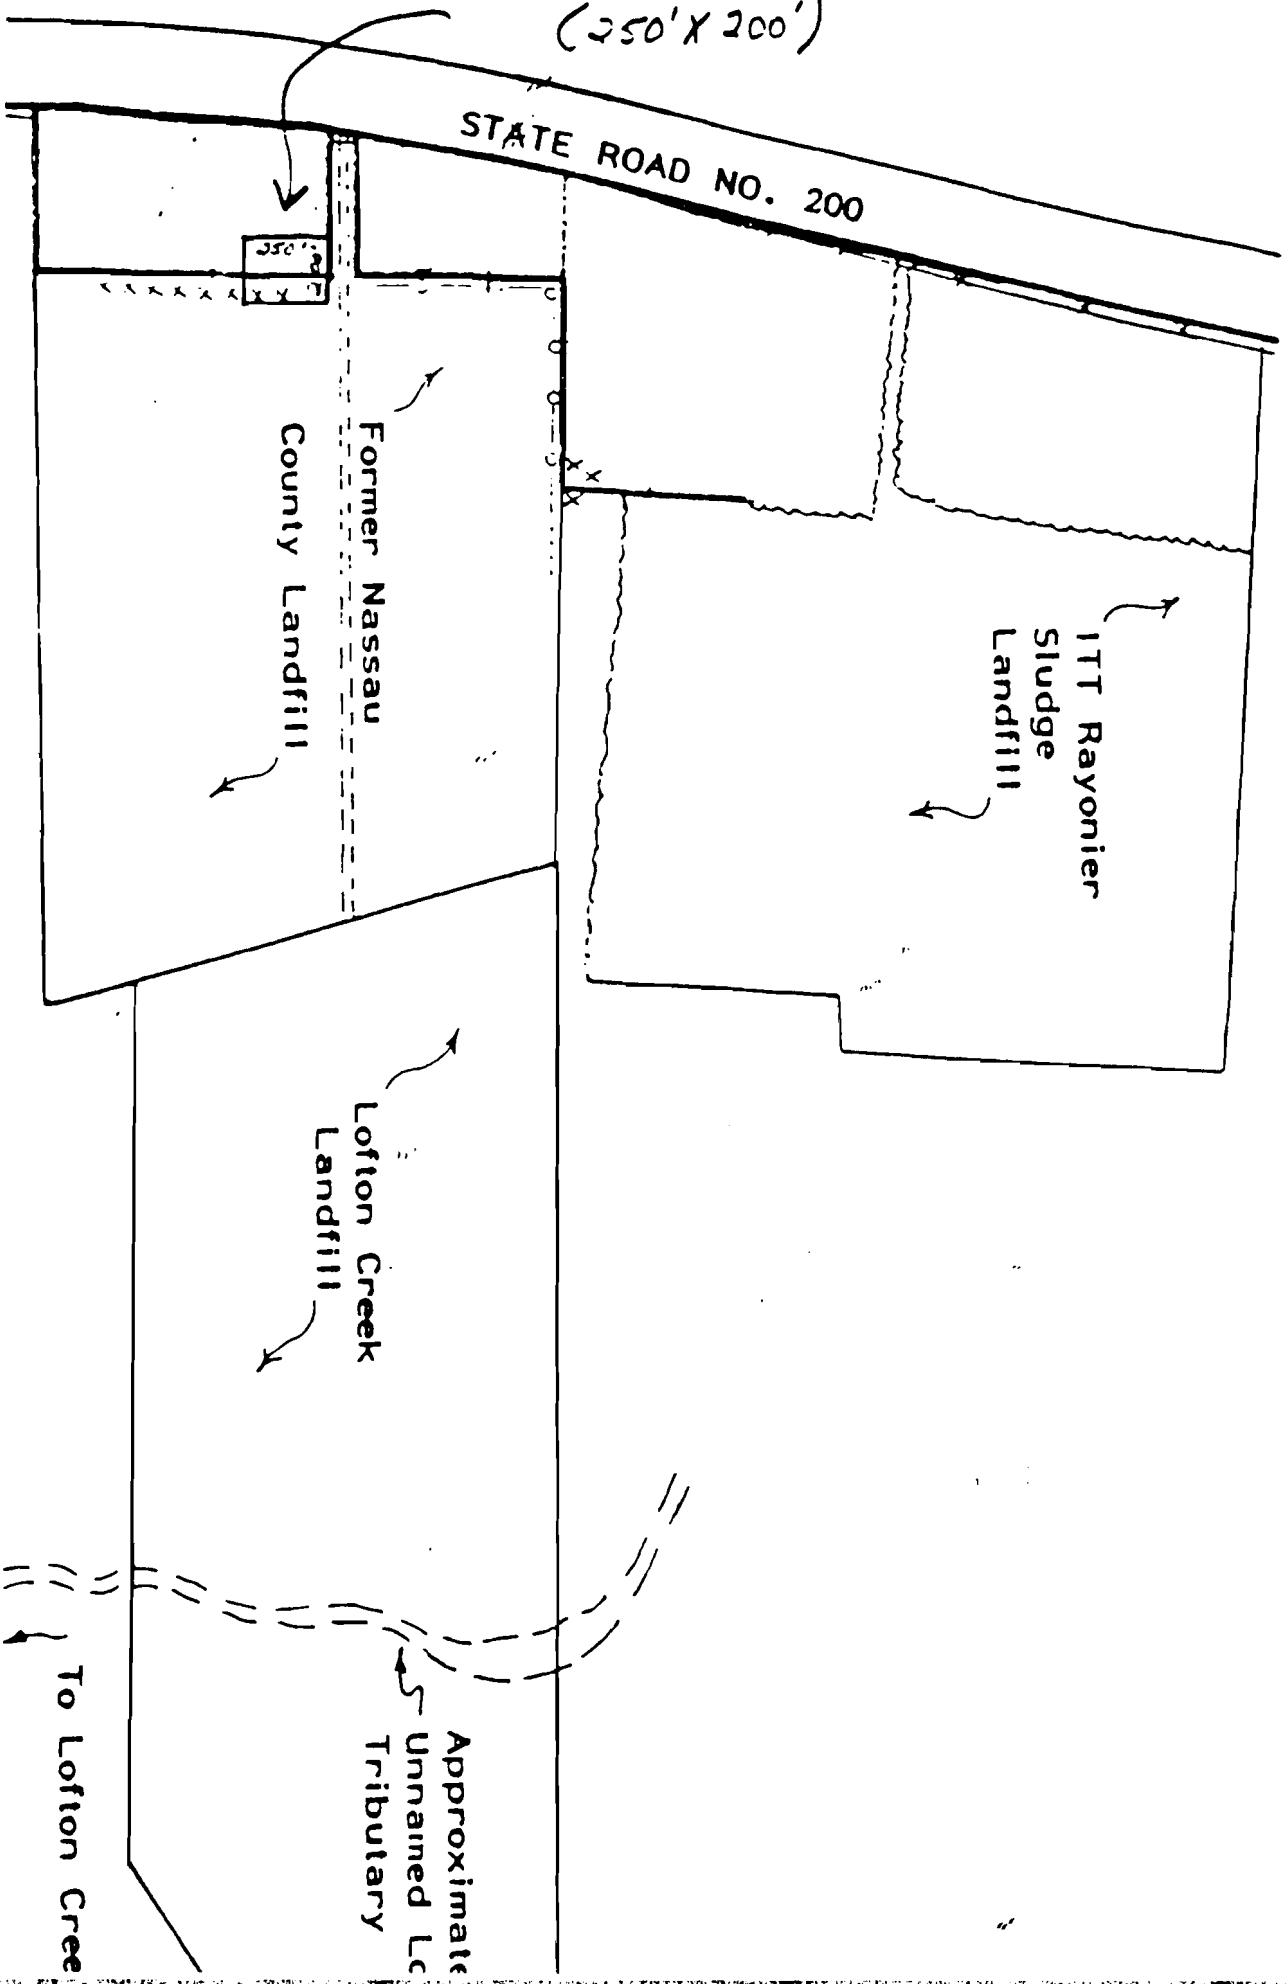 (250' X 200')
STATE ROAD NO. 200
250'
Former Nassau
County Landfill
ITT Rayonier
Sludge
Landfill
Lofton Creek
Landfill
Approximate
Unnamed Lo
Tributary
To Lofton Cree